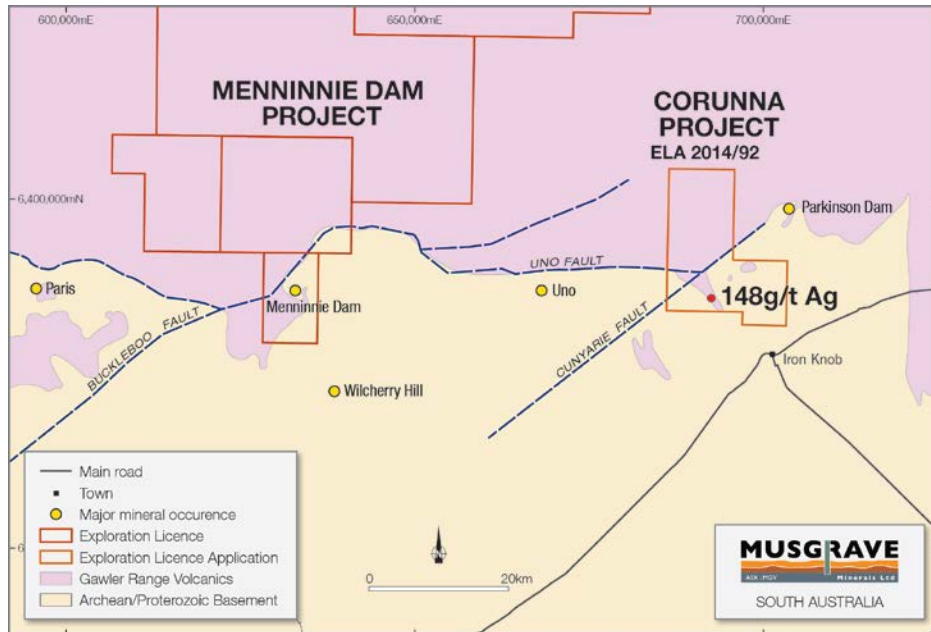 600,000mE
650,000mE
700,000mE
MENNINNIE DAM
PROJECT
CORUNNA
PROJECT
ELA 2014/92
6,400,000mN
Parkinson Dam
UNO FAULT
Paris
Menninnie Dam
Uno
148g/t Ag
BUCKLEBOO FAULT
CUNYARIE FAULT
Iron Knob
Wilcherry Hill
Main road
Town
Major mineral occurence
Exploration Licence
Exploration Licence Application
Gawler Range Volcanics
Archean/Proterozoic Basement
0
20km
MUSGRAVE
ASX:MGV
Minerals Ltd
SOUTH AUSTRALIA